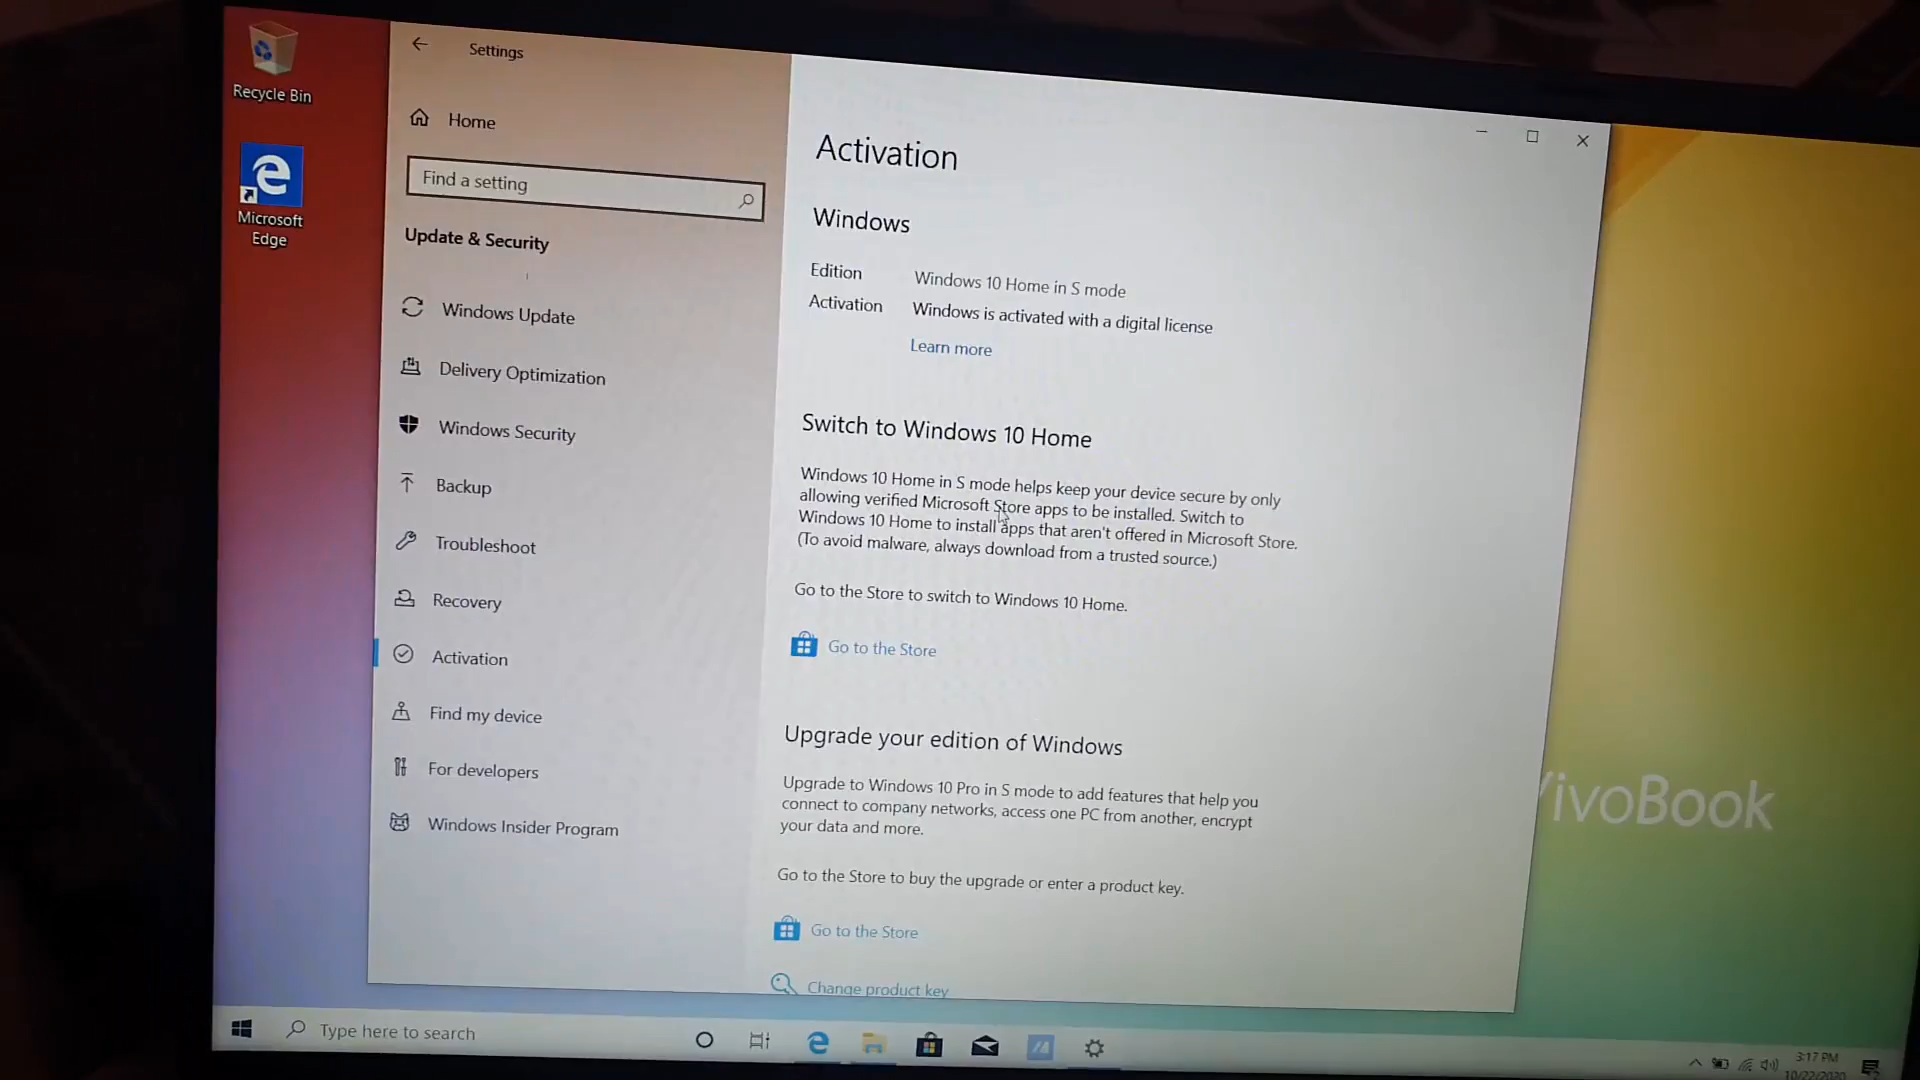 Recycle Bin
Microsoft
Edge
Settings
Home
Find a setting
Update & Security
Windows Update
Delivery Optimization
Windows Security
Backup
Troubleshoot
Recovery
Activation
Find my device
For developers
Windows Insider Program
Activation
Windows
Edition Windows 10 Home in S mode
Activation Windows is activated with a digital license
Learn more
Switch to Windows 10 Home
Windows 10 Home in S mode helps keep your device secure by only
allowing verified Microsoft Store apps to be installed. Switch to
Windows 10 Home to install apps that aren't offered in Microsoft Store.
(To avoid malware, always download from a trusted source.)
Go to the Store to switch to Windows 10 Home.
Go to the Store
Upgrade your edition of Windows
Upgrade to Windows 10 Pro in S mode to add features that help you
connect to company networks, access one PC from another, encrypt
your data and more.
Go to the Store to buy the upgrade or enter a product key.
Go to the Store
Change product key
VivoBook
Type here to search
3:17 PM
10/22/2020